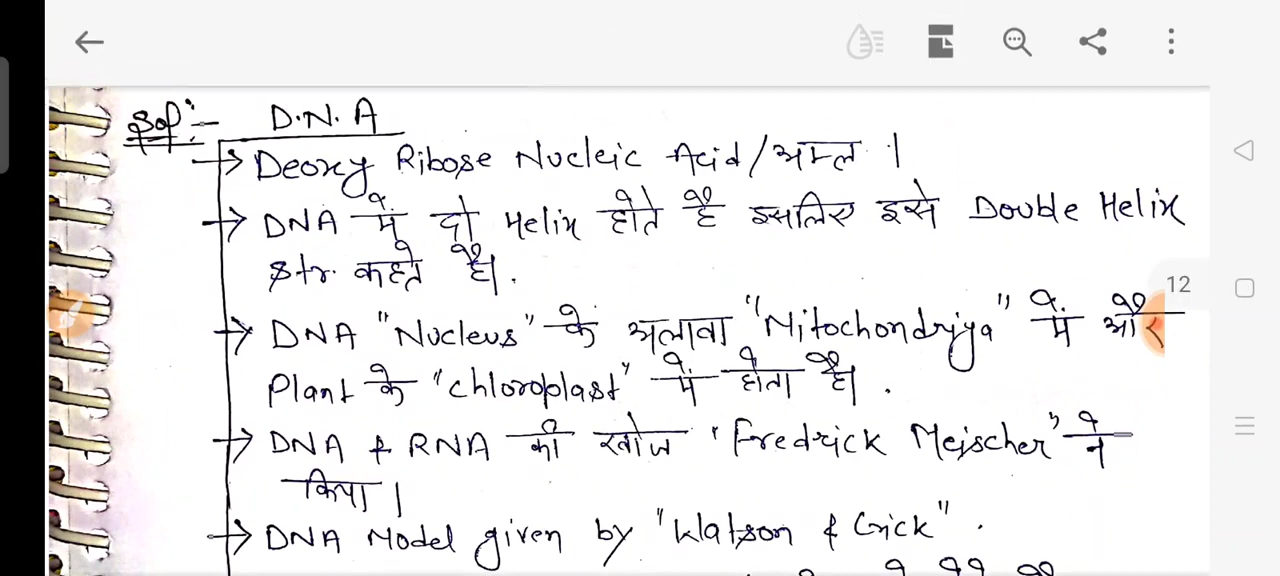 Sol:-
D.N.A
→ Deoxy Ribose Nucleic Acid/अम्ल ।
→ DNA में दो Helix होते है इसलिए इसे Double Helix
Str. कहते है।.
12
→ DNA "Nucleus" के अलावा "Mitochondriya" में और
Plant के "chloroplast" में होता है।.
→ DNA & RNA की खोज "Fredrick Meischer" ने
किया।
→ DNA Model given by "Watson & Crick".